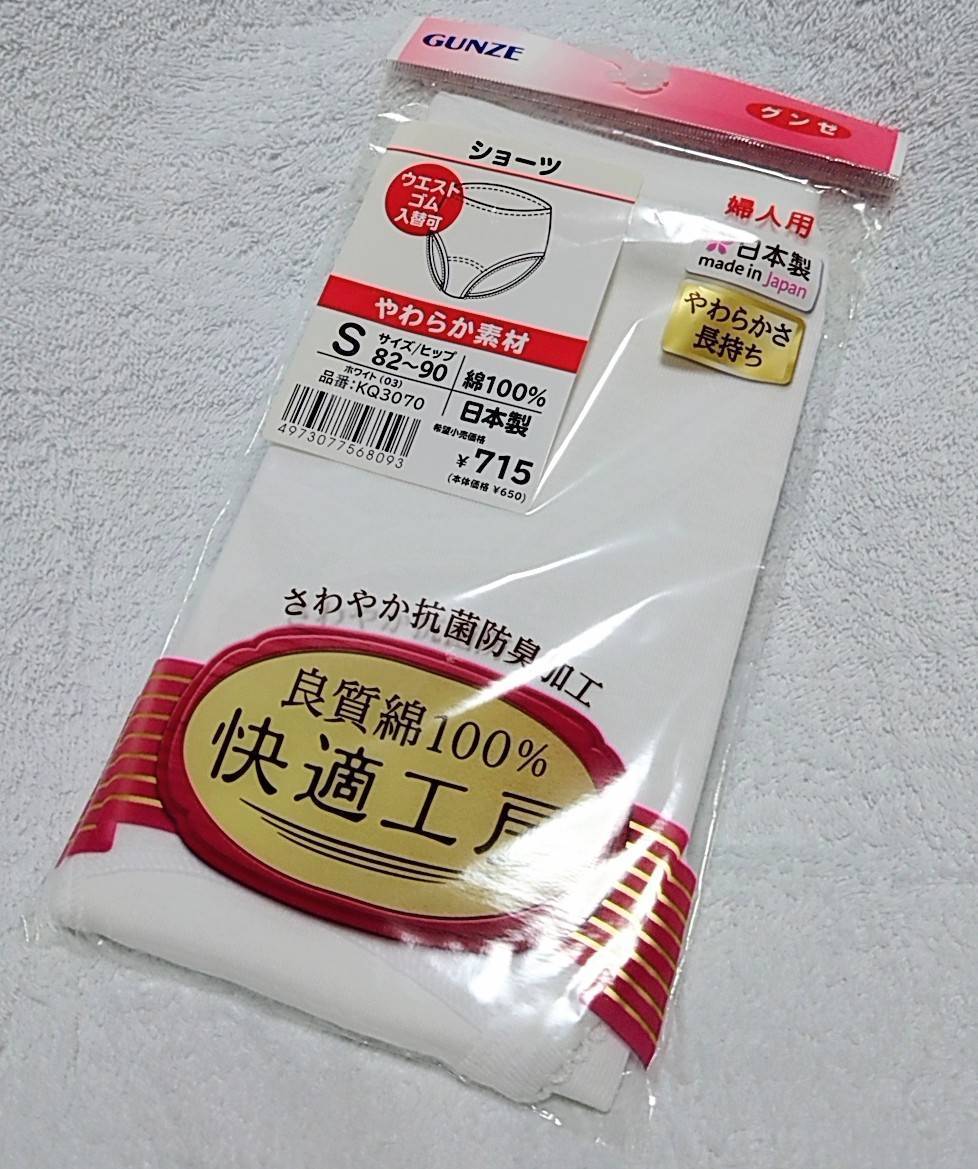 GUNZE
グンゼ
ショーツ
ウエスト
ゴム
入替可
婦人用
日本製
made in Japan
やわらかさ
長持ち
やわらか素材
S
サイズ/ヒップ
82〜90
ホワイト(03)
品番:KQ3070
綿100%
日本製
4973077568093
希望小売価格
¥715
(本体価格 ¥650)
さわやか抗菌防臭加工
良質綿100%
快適工房